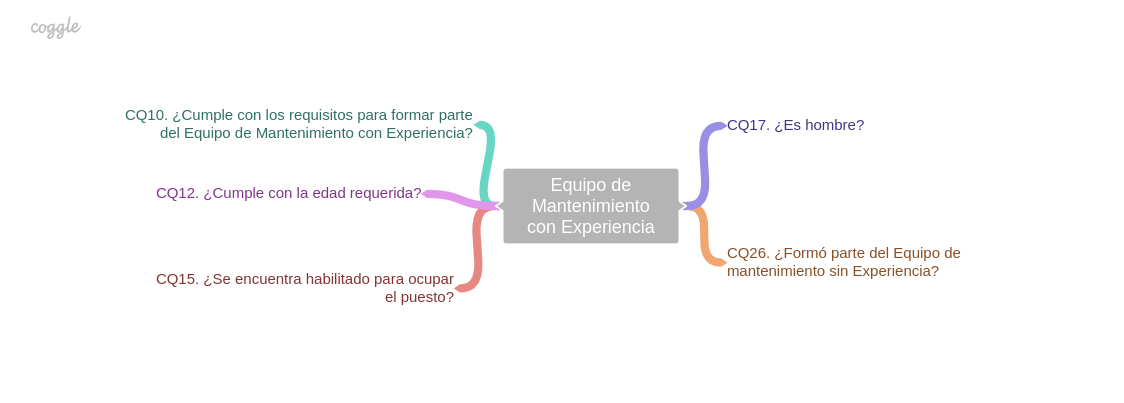 coggle
CQ10. ¿Cumple con los requisitos para formar parte
del Equipo de Mantenimiento con Experiencia?
CQ12. ¿Cumple con la edad requerida?
CQ15. ¿Se encuentra habilitado para ocupar
el puesto?
Equipo de
Mantenimiento
con Experiencia
CQ17. ¿Es hombre?
CQ26. ¿Formó parte del Equipo de
mantenimiento sin Experiencia?